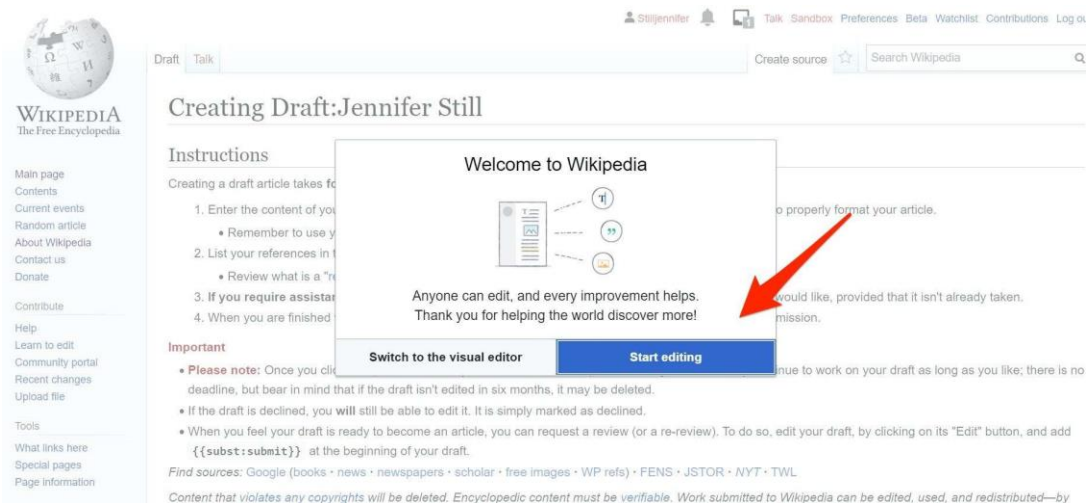 Stilljennifer Talk Sandbox Preferences Beta Watchlist Contributions Log ou
Draft Talk Create source Search Wikipedia
WIKIPEDIA
The Free Encyclopedia
Main page
Contents
Current events
Random article
About Wikipedia
Contact us
Donate
Contribute
Help
Learn to edit
Community portal
Recent changes
Upload file
Tools
What links here
Special pages
Page information
Creating Draft:Jennifer Still
Instructions
Creating a draft article takes
1. Enter the content of you o properly format your article.
• Remember to use y
2. List your references in
• Review what is a "r
3. If you require assistan would like, provided that it isn't already taken.
4. When you are finished mission.
Welcome to Wikipedia
Anyone can edit, and every improvement helps.
Thank you for helping the world discover more!
Switch to the visual editor Start editing
Important
• Please note: Once you clic nue to work on your draft as long as you like; there is no
deadline, but bear in mind that if the draft isn't edited in six months, it may be deleted.
• If the draft is declined, you will still be able to edit it. It is simply marked as declined.
• When you feel your draft is ready to become an article, you can request a review (or a re-review). To do so, edit your draft, by clicking on its "Edit" button, and add
{{subst:submit}} at the beginning of your draft.
Find sources: Google (books · news · newspapers · scholar · free images · WP refs) · FENS · JSTOR · NYT · TWL
Content that violates any copyrights will be deleted. Encyclopedic content must be verifiable. Work submitted to Wikipedia can be edited, used, and redistributed—by